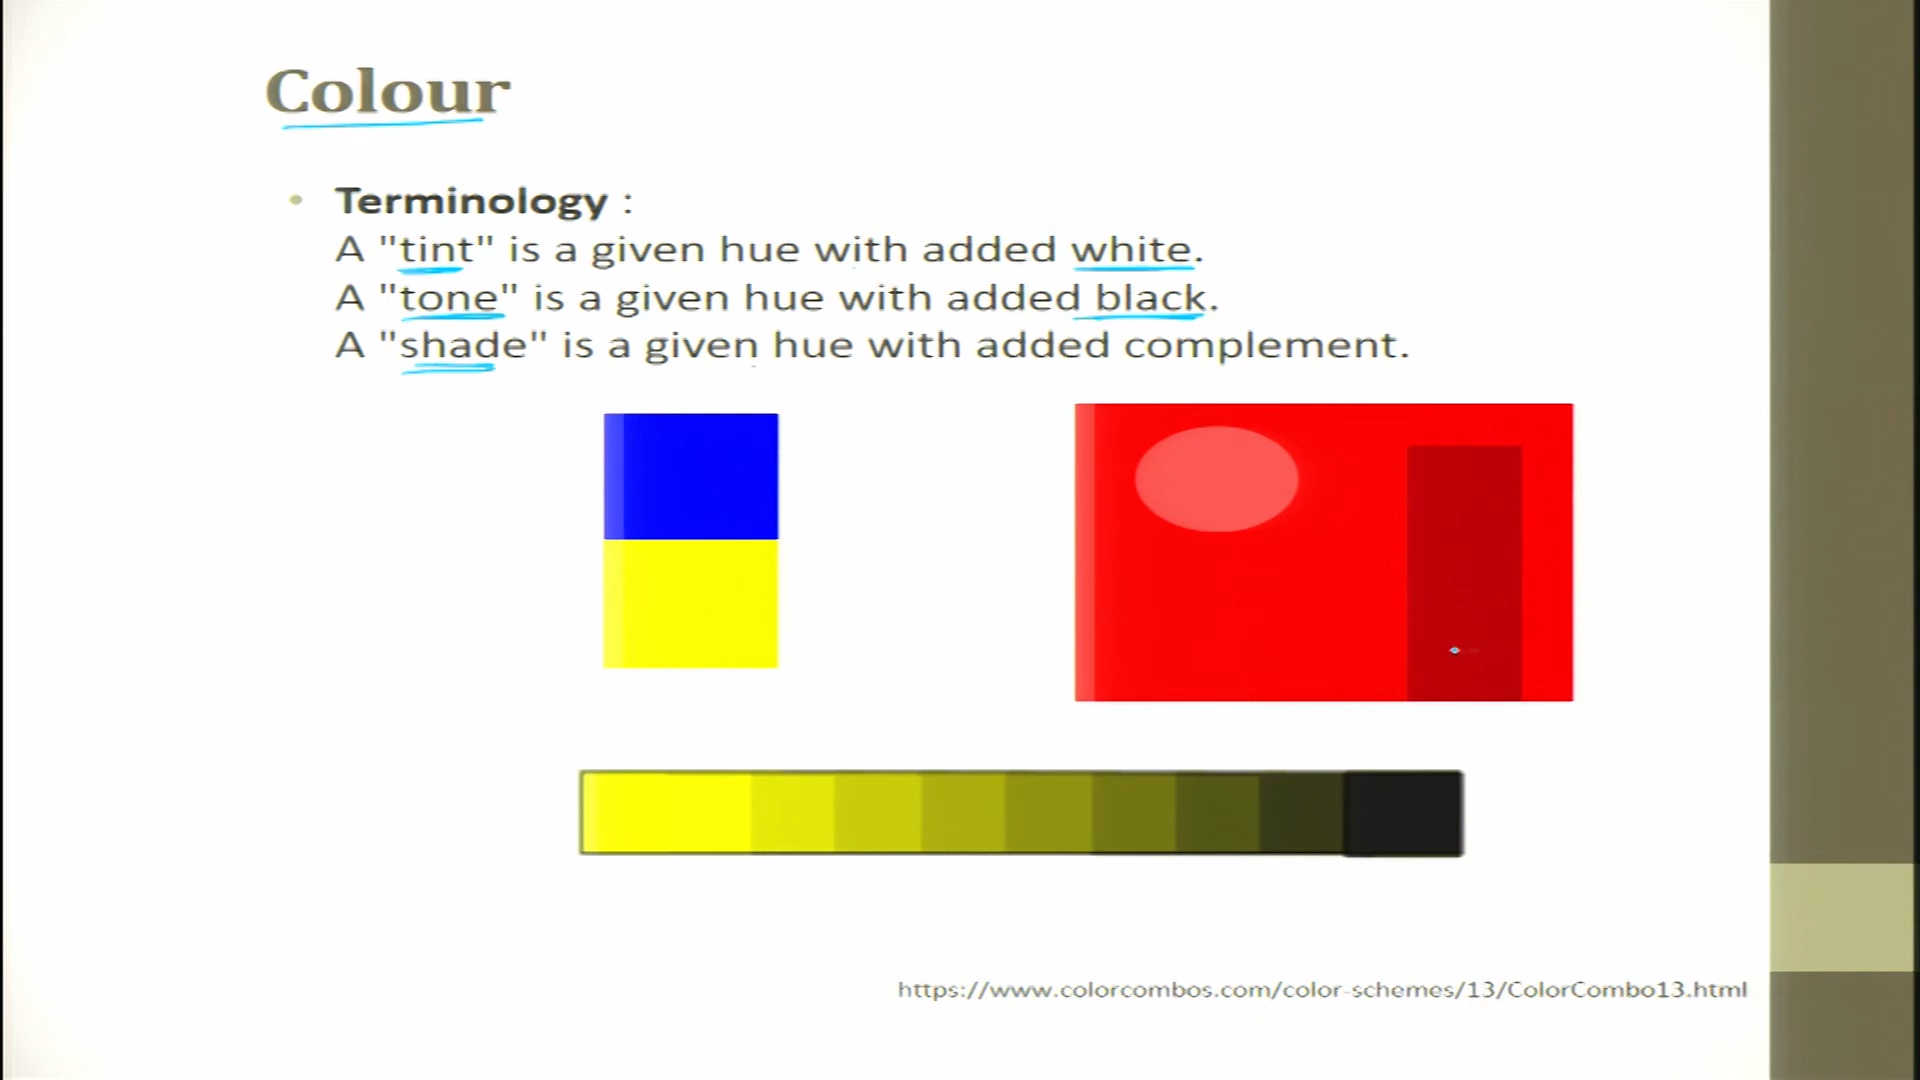 Colour
• Terminology :
A "tint" is a given hue with added white.
A "tone" is a given hue with added black.
A "shade" is a given hue with added complement.
https://www.colorcombos.com/color-schemes/13/ColorCombo13.html